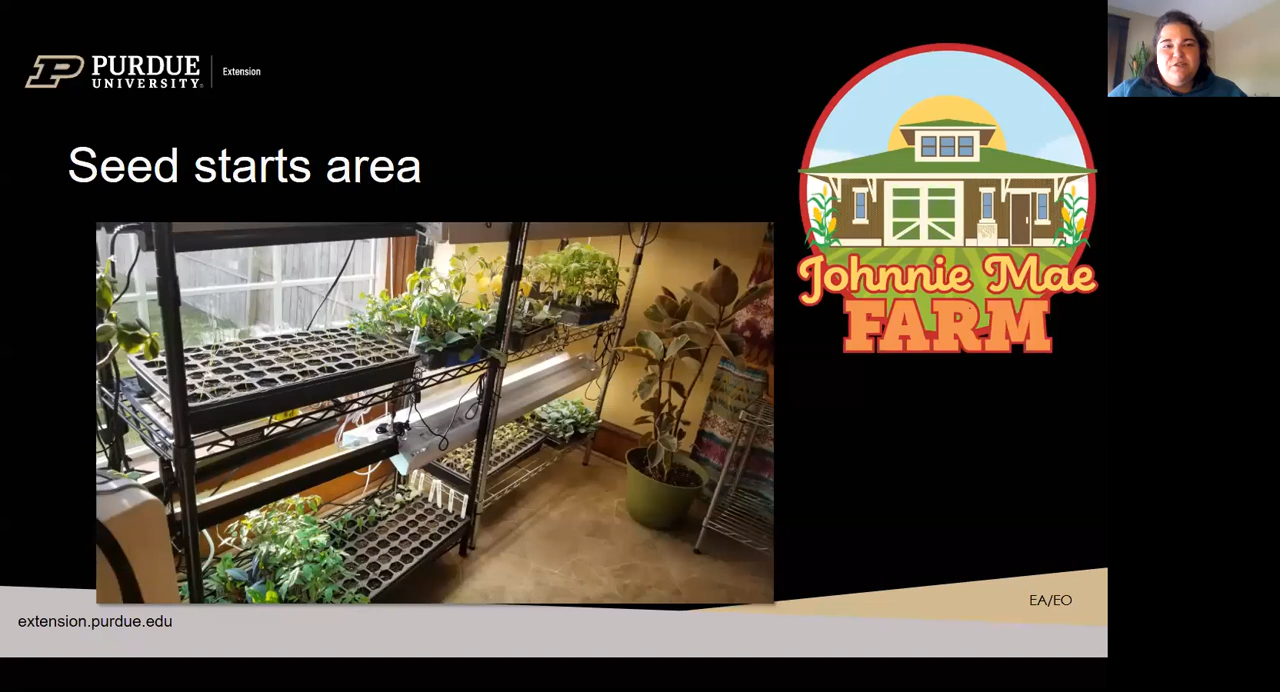 PURDUE
UNIVERSITY®
Extension
Seed starts area
Johnnie Mae
FARM
EA/EO
extension.purdue.edu